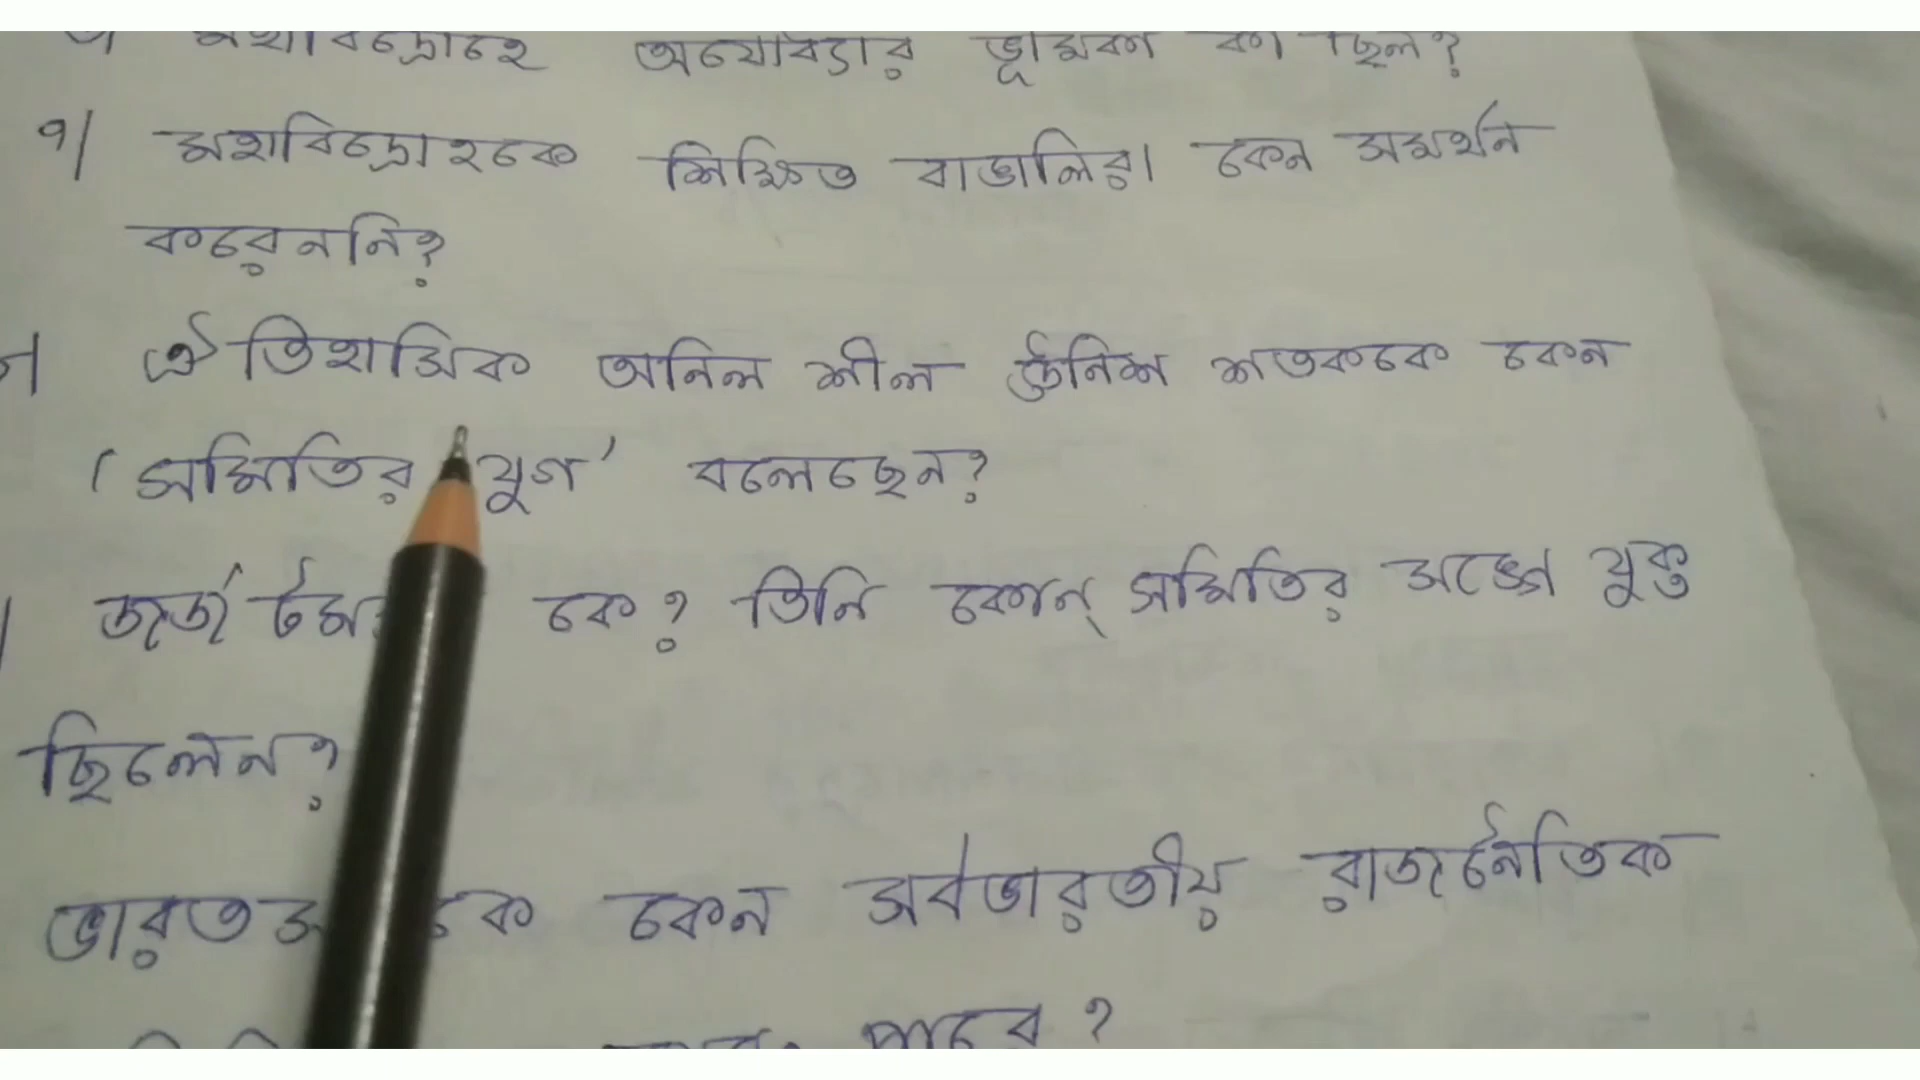 মহাবিদ্রোহে অযোধ্যার ভূমিকা কী ছিল?
৭| মহাবিদ্রোহকে শিক্ষিত বাঙালিরা কেন সমর্থন
করেননি?
ঐতিহাসিক অনিল শীল ঊনিশ শতককে কেন
'সমিতির যুগ' বলেছেন?
জর্জ কে? তিনি কোন্ সমিতির সঙ্গে যুক্ত
ছিলেন?
কে কেন সর্বভারতীয় রাজনৈতিক
পারে?